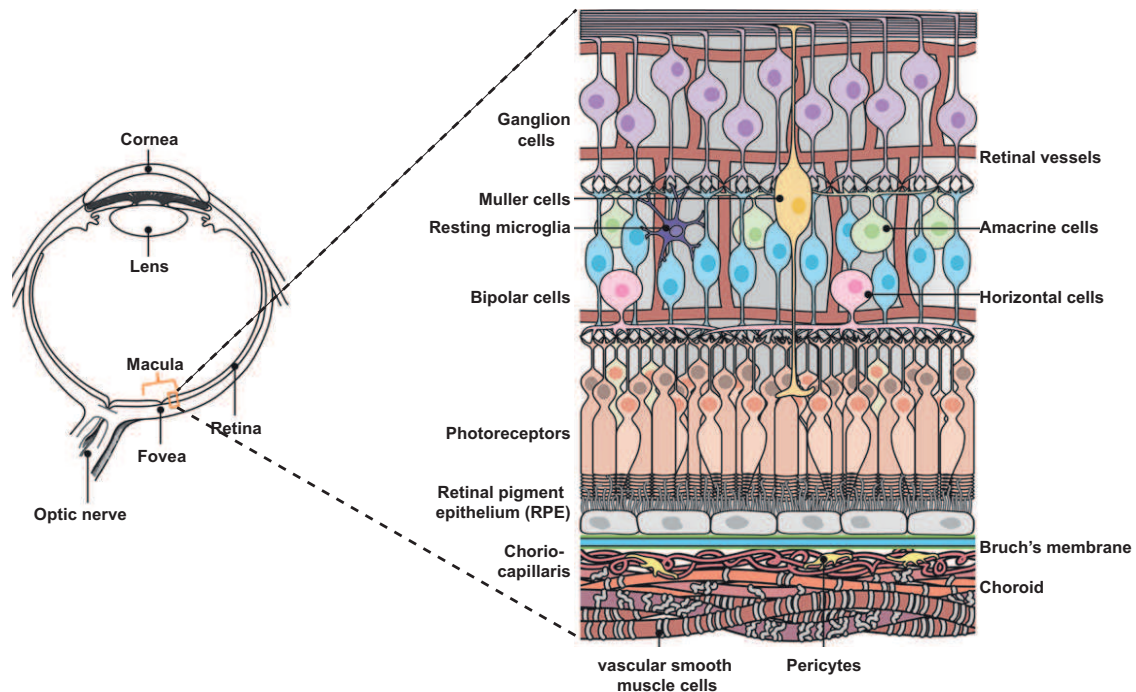 Cornea
Lens
Macula
Retina
Fovea
Optic nerve
Ganglion
cells
Muller cells
Resting microglia
Bipolar cells
Photoreceptors
Retinal pigment
epithelium (RPE)
Chorio-
capillaris
Retinal vessels
Amacrine cells
Horizontal cells
Bruch's membrane
Choroid
vascular smooth
muscle cells
Pericytes